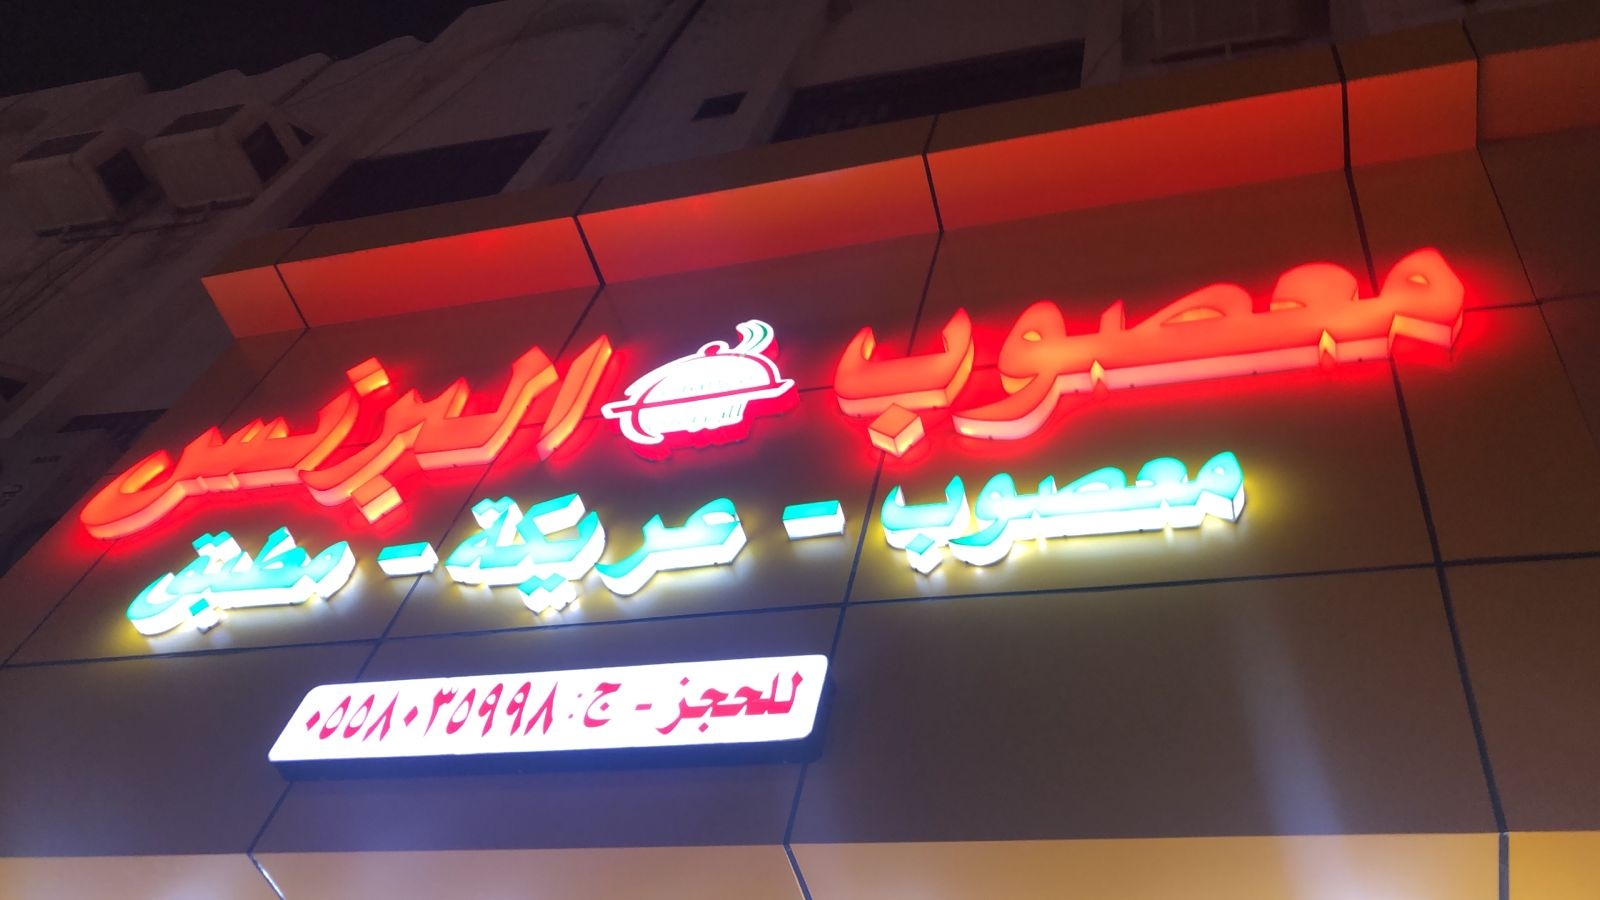 معصوب البرنس
معصوب - عريكة - مطبق
للحجز - ج: ٠٥٥٨٠٣٥٩٩٨